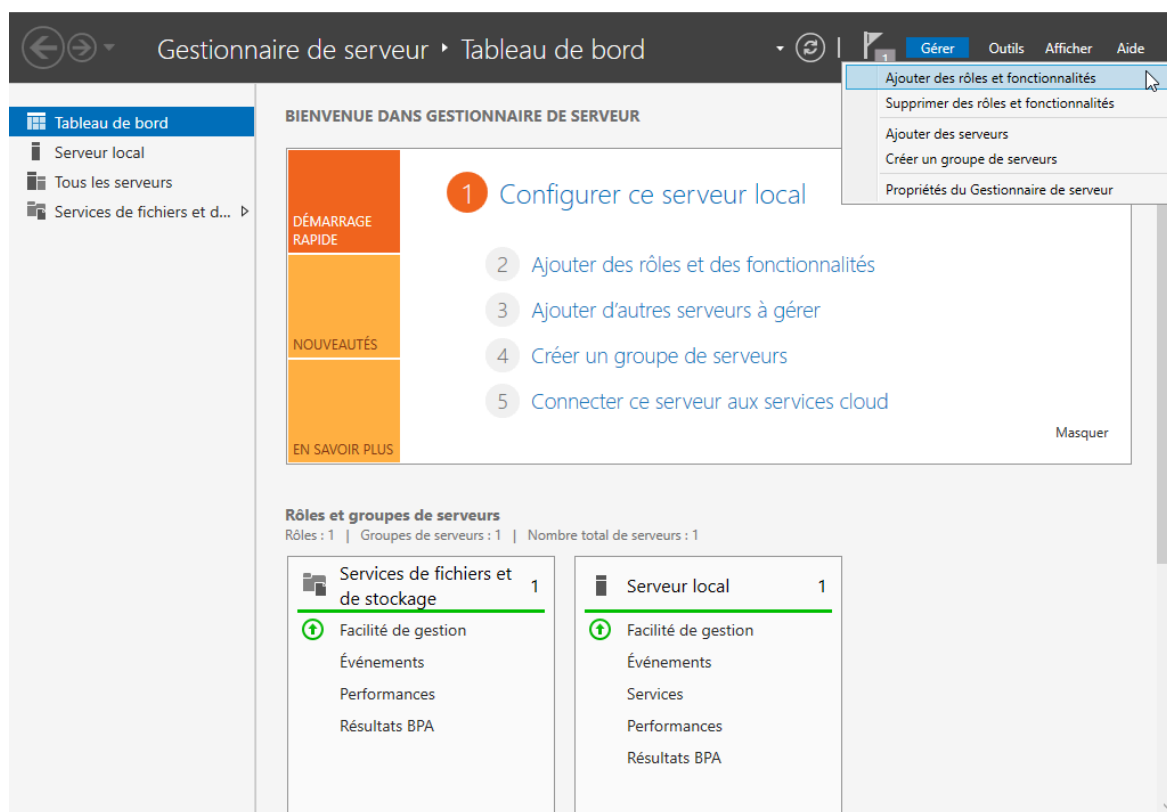 Gestionnaire de serveur ‣ Tableau de bord
1
Gérer Outils Afficher Aide
Ajouter des rôles et fonctionnalités
Supprimer des rôles et fonctionnalités
Ajouter des serveurs
Créer un groupe de serveurs
Propriétés du Gestionnaire de serveur
Tableau de bord
Serveur local
Tous les serveurs
Services de fichiers et d...
BIENVENUE DANS GESTIONNAIRE DE SERVEUR
DÉMARRAGE
RAPIDE
NOUVEAUTÉS
EN SAVOIR PLUS
1 Configurer ce serveur local
2 Ajouter des rôles et des fonctionnalités
3 Ajouter d’autres serveurs à gérer
4 Créer un groupe de serveurs
5 Connecter ce serveur aux services cloud
Masquer
Rôles et groupes de serveurs
Rôles : 1 | Groupes de serveurs : 1 | Nombre total de serveurs : 1
Services de fichiers et
de stockage
1
Facilité de gestion
Événements
Performances
Résultats BPA
Serveur local 1
Facilité de gestion
Événements
Services
Performances
Résultats BPA